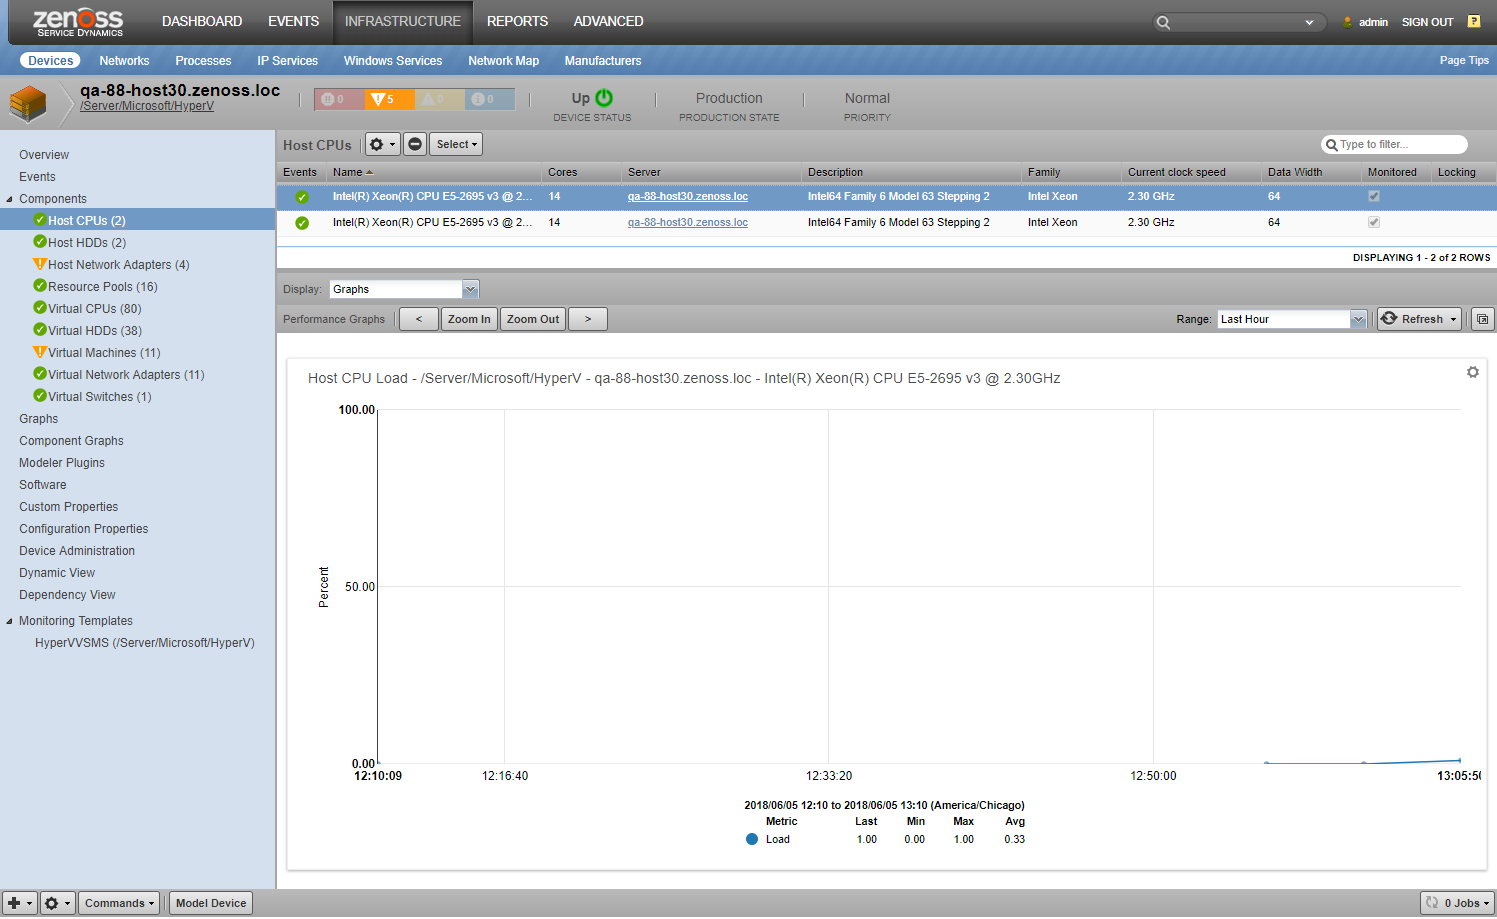 zenoss
SERVICE DYNAMICS
DASHBOARD EVENTS INFRASTRUCTURE REPORTS ADVANCED
admin SIGN OUT ?
Devices Networks Processes IP Services Windows Services Network Map Manufacturers Page Tips
qa-88-host30.zenoss.loc
/Server/Microsoft/HyperV
0 5 0 0
Up
DEVICE STATUS
Production
PRODUCTION STATE
Normal
PRIORITY
Overview
Events
Components
Host CPUs (2)
Host HDDs (2)
Host Network Adapters (4)
Resource Pools (16)
Virtual CPUs (80)
Virtual HDDs (38)
Virtual Machines (11)
Virtual Network Adapters (11)
Virtual Switches (1)
Graphs
Component Graphs
Modeler Plugins
Software
Custom Properties
Configuration Properties
Device Administration
Dynamic View
Dependency View
Monitoring Templates
HyperVVSMS (/Server/Microsoft/HyperV)
Host CPUs Select Type to filter...
Events Name Cores Server Description Family Current clock speed Data Width Monitored Locking
Intel(R) Xeon(R) CPU E5-2695 v3 @ 2... 14 qa-88-host30.zenoss.loc Intel64 Family 6 Model 63 Stepping 2 Intel Xeon 2.30 GHz 64
Intel(R) Xeon(R) CPU E5-2695 v3 @ 2... 14 qa-88-host30.zenoss.loc Intel64 Family 6 Model 63 Stepping 2 Intel Xeon 2.30 GHz 64
DISPLAYING 1 - 2 of 2 ROWS
Display: Graphs
Performance Graphs < Zoom In Zoom Out > Range: Last Hour Refresh
Host CPU Load - /Server/Microsoft/HyperV - qa-88-host30.zenoss.loc - Intel(R) Xeon(R) CPU E5-2695 v3 @ 2.30GHz
100.00
50.00
0.00
Percent
12:10:09 12:16:40 12:33:20 12:50:00 13:05:50
2018/06/05 12:10 to 2018/06/05 13:10 (America/Chicago)
Metric Last Min Max Avg
Load 1.00 0.00 1.00 0.33
Commands Model Device 0 Jobs